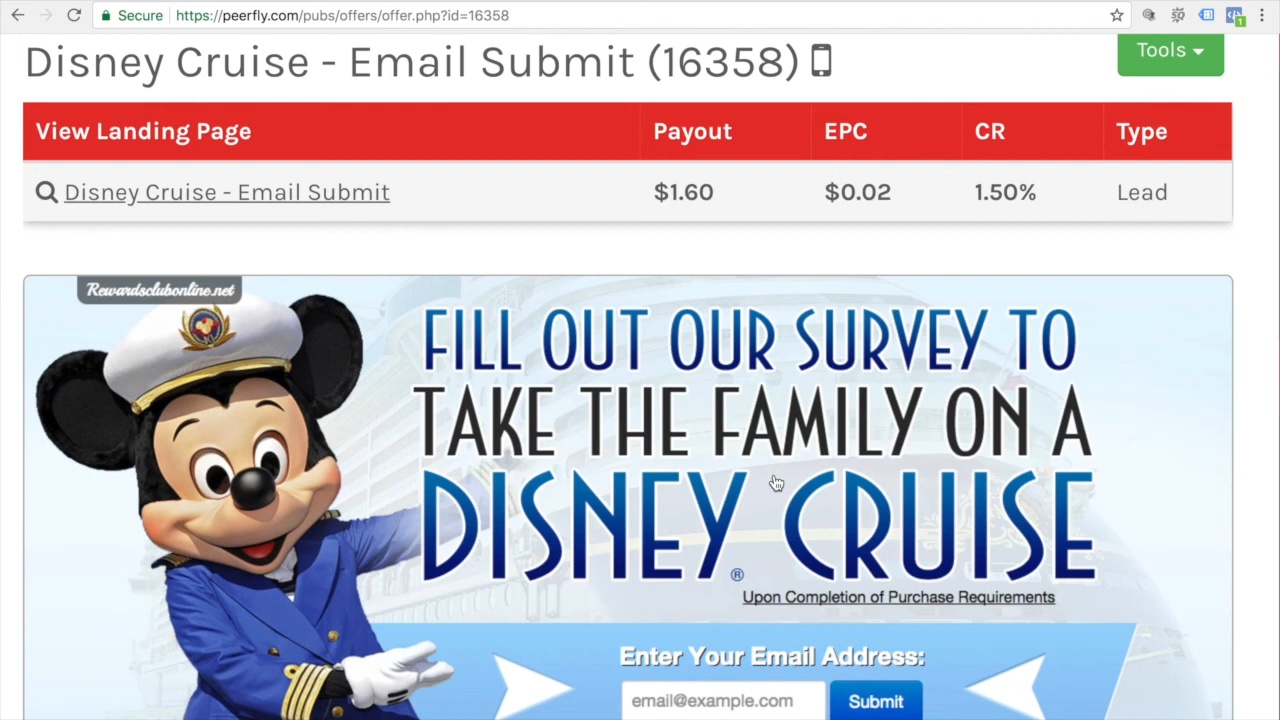 Secure
https://peerfly.com/pubs/offers/offer.php?id=16358
1
Disney Cruise - Email Submit (16358)
Tools
View Landing Page Payout EPC CR Type
Disney Cruise - Email Submit $1.60 $0.02 1.50% Lead
Rewardsclubonline.net
FILL OUT OUR SURVEY TO
TAKE THE FAMILY ON A
DISNEY CRUISE
®
Upon Completion of Purchase Requirements
Enter Your Email Address:
email@example.com Submit